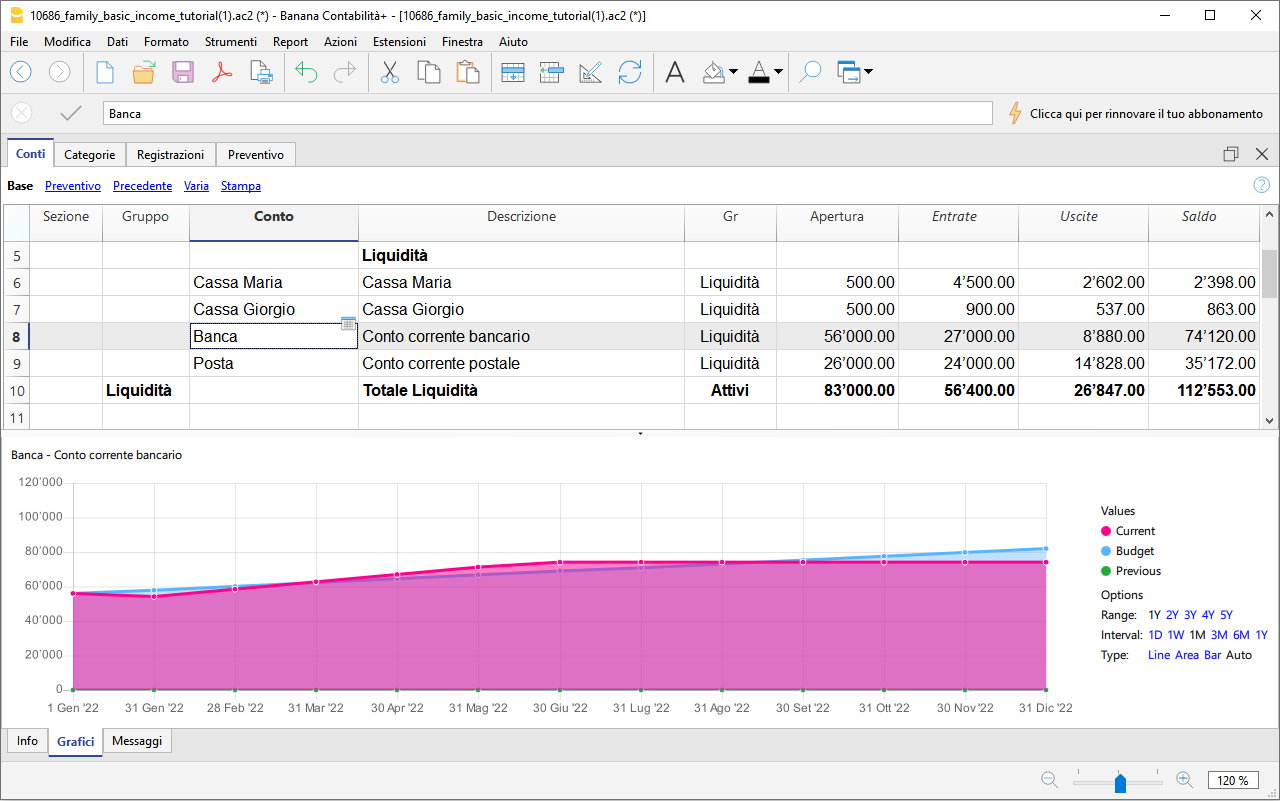 10686_family_basic_income_tutorial(1).ac2 (*) - Banana Contabilità+ - [10686_family_basic_income_tutorial(1).ac2 (*)]
File Modifica Dati Formato Strumenti Report Azioni Estensioni Finestra Aiuto
Banca Clicca qui per rinnovare il tuo abbonamento
Conti Categorie Registrazioni Preventivo
Base Preventivo Precedente Varia Stampa
Sezione Gruppo Conto Descrizione Gr Apertura Entrate Uscite Saldo
5 Liquidità
6 Cassa Maria Cassa Maria Liquidità 500.00 4’500.00 2’602.00 2’398.00
7 Cassa Giorgio Cassa Giorgio Liquidità 500.00 900.00 537.00 863.00
8 Banca Conto corrente bancario Liquidità 56’000.00 27’000.00 8’880.00 74’120.00
9 Posta Conto corrente postale Liquidità 26’000.00 24’000.00 14’828.00 35’172.00
10 Liquidità Totale Liquidità Attivi 83’000.00 56’400.00 26’847.00 112’553.00
11
Banca - Conto corrente bancario
120’000
100’000
80’000
60’000
40’000
20’000
0
1 Gen '22 31 Gen '22 28 Feb '22 31 Mar '22 30 Apr '22 31 Mag '22 30 Giu '22 31 Lug '22 31 Ago '22 30 Set '22 31 Ott '22 30 Nov '22 31 Dic '22
Values
Current
Budget
Previous
Options
Range: 1Y 2Y 3Y 4Y 5Y
Interval: 1D 1W 1M 3M 6M 1Y
Type: Line Area Bar Auto
Info Grafici Messaggi
120 %